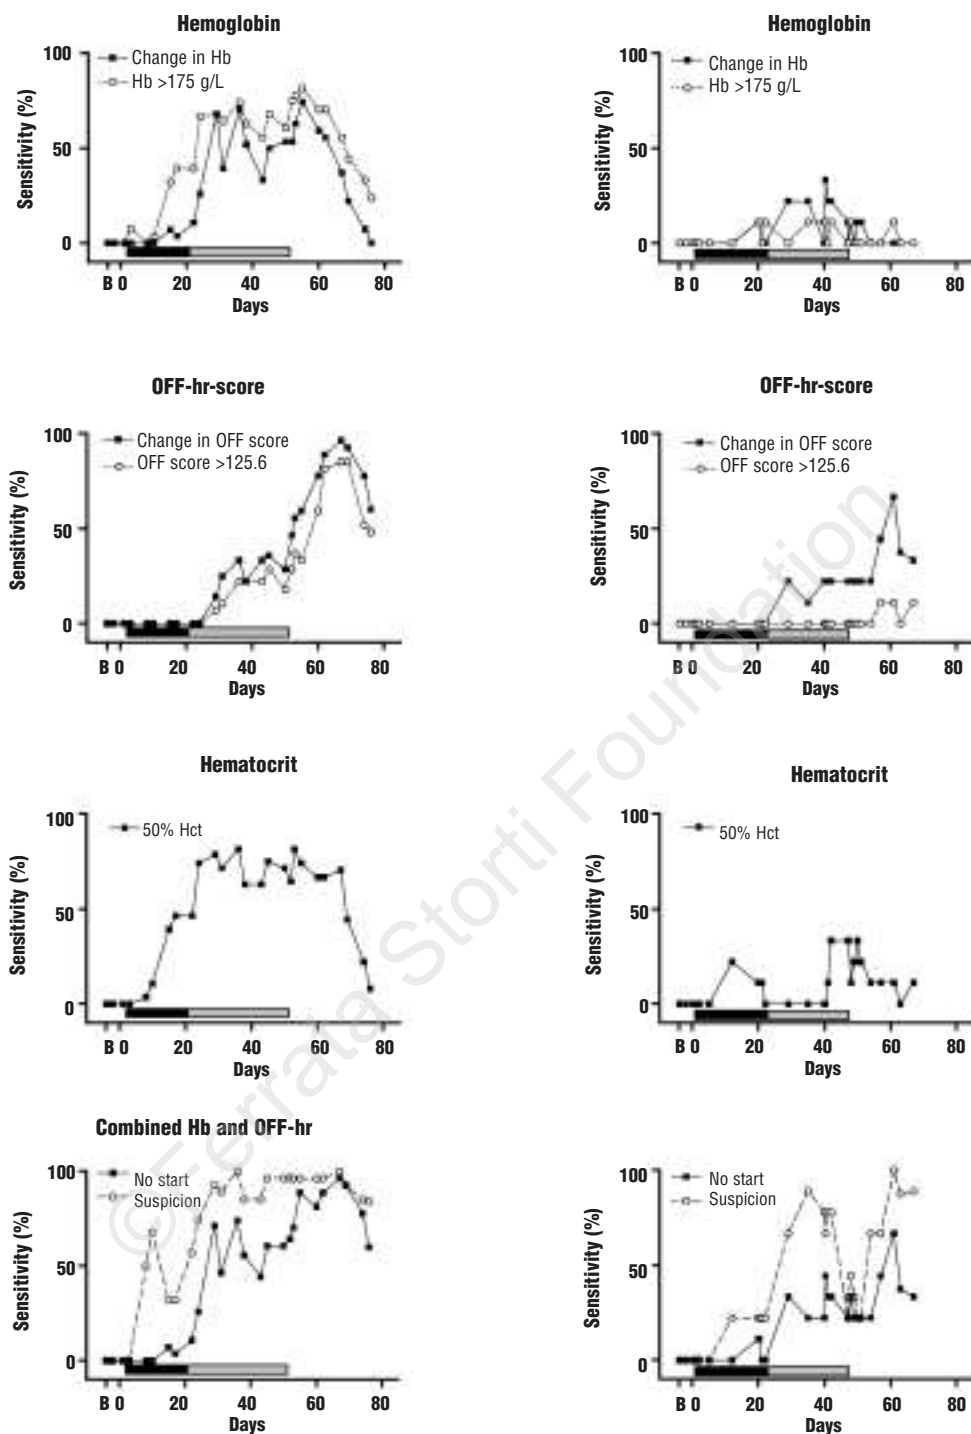 Hemoglobin
100
50
0
Sensitivity (%)
Change in Hb
Hb >175 g/L
B 0 20 40 60 80
Days
Hemoglobin
100
50
0
Sensitivity (%)
Change in Hb
Hb >175 g/L
B 0 20 40 60 80
Days
OFF-hr-score
100
50
0
Sensitivity (%)
Change in OFF score
OFF score >125.6
B 0 20 40 60 80
Days
OFF-hr-score
100
50
0
Sensitivity (%)
Change in OFF score
OFF score >125.6
B 0 20 40 60 80
Days
Hematocrit
100
50
0
Sensitivity (%)
50% Hct
B 0 20 40 60 80
Days
Hematocrit
100
50
0
Sensitivity (%)
50% Hct
B 0 20 40 60 80
Days
Combined Hb and OFF-hr
100
50
0
Sensitivity (%)
No start
Suspicion
B 0 20 40 60 80
Days
100
50
0
Sensitivity (%)
No start
Suspicion
B 0 20 40 60 80
Days
©Ferrata Storti Foundation